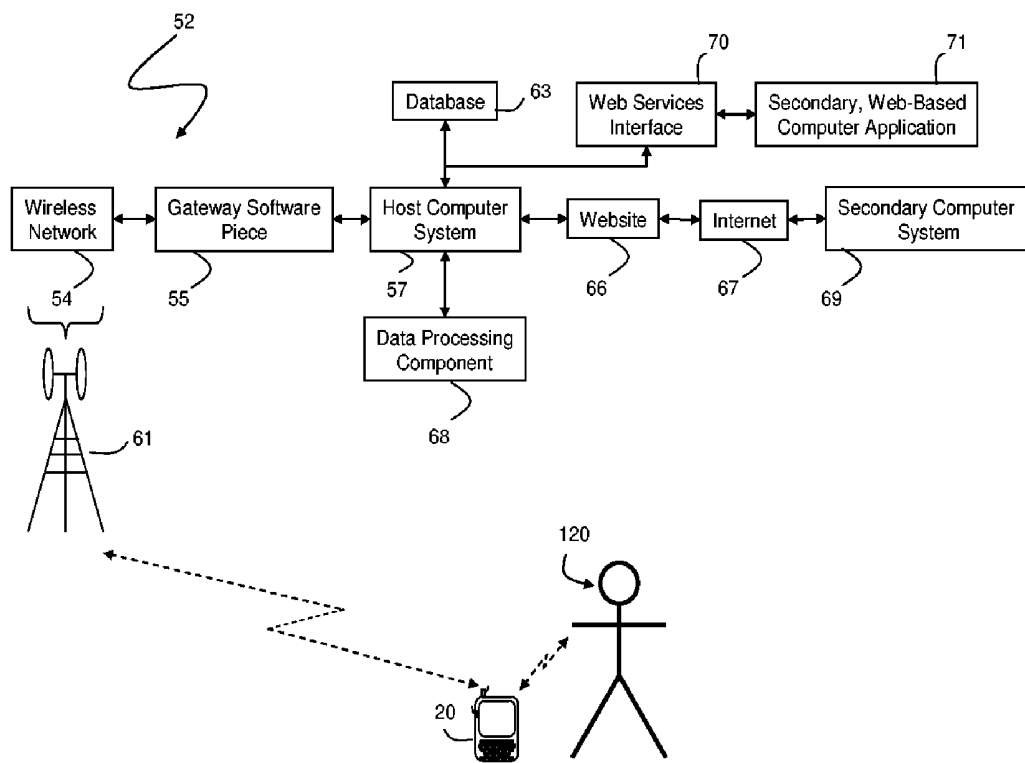 52
70
71
Database
63
Web Services
Interface
Secondary, Web-Based
Computer Application
Wireless
Network
Gateway Software
Piece
Host Computer
System
Website
Internet
Secondary Computer
System
54
55
57
66
67
69
Data Processing
Component
68
61
120
20